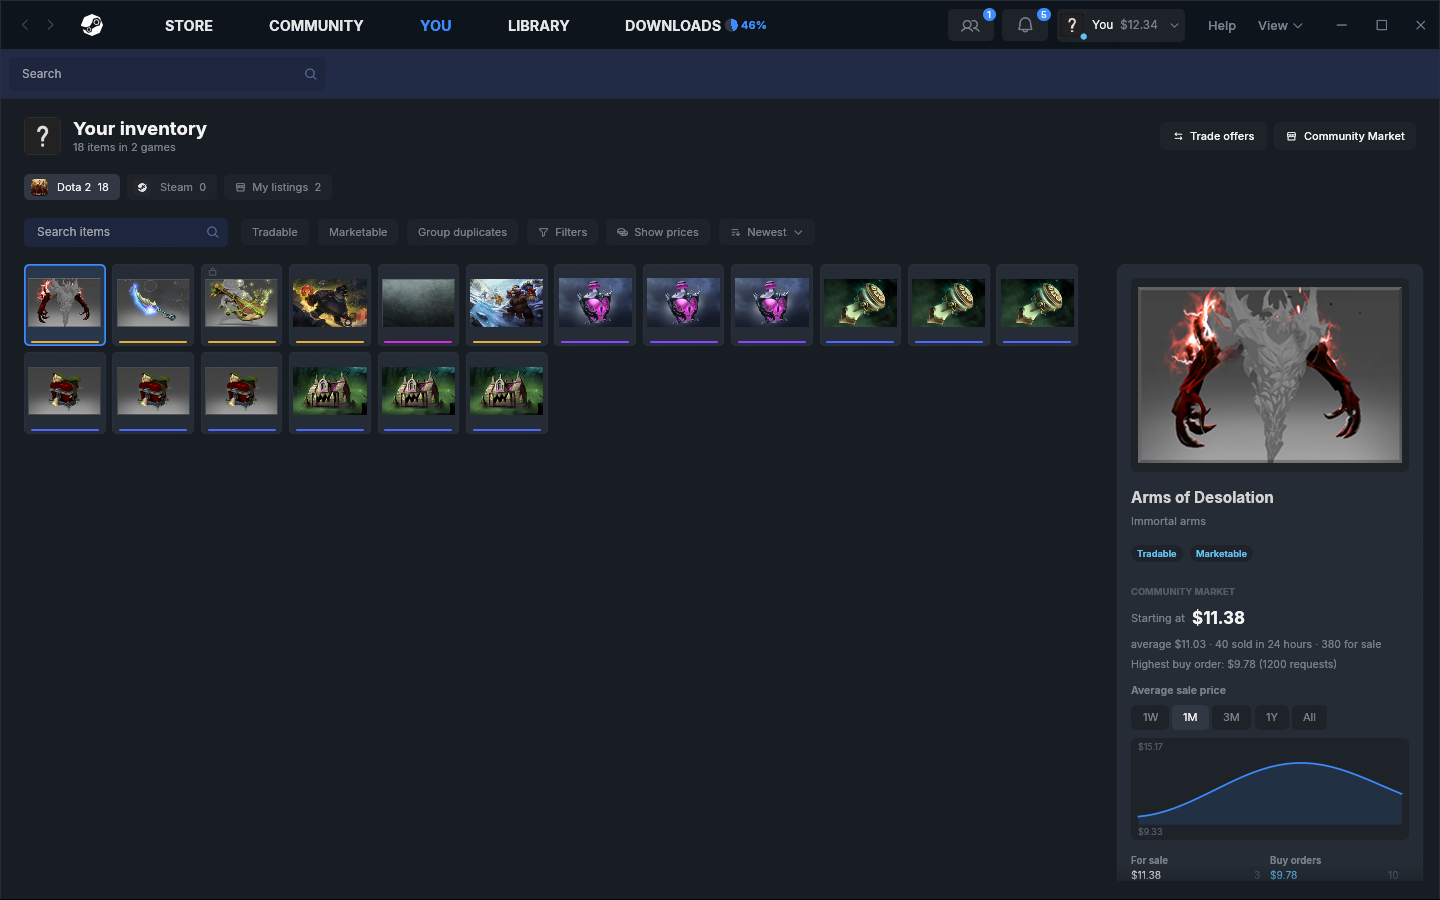 STORE
COMMUNITY
YOU
LIBRARY
DOWNLOADS 46%
1
5
? You $12.34
Help
View
Search
?
Your inventory
18 items in 2 games
Trade offers
Community Market
Dota 2 18
Steam 0
My listings 2
Search items
Tradable
Marketable
Group duplicates
Filters
Show prices
Newest
Arms of Desolation
Immortal arms
Tradable
Marketable
COMMUNITY MARKET
Starting at $11.38
average $11.03 · 40 sold in 24 hours · 380 for sale
Highest buy order: $9.78 (1200 requests)
Average sale price
1W
1M
3M
1Y
All
$15.17
$9.33
For sale
Buy orders
$11.38 3
$9.78 10